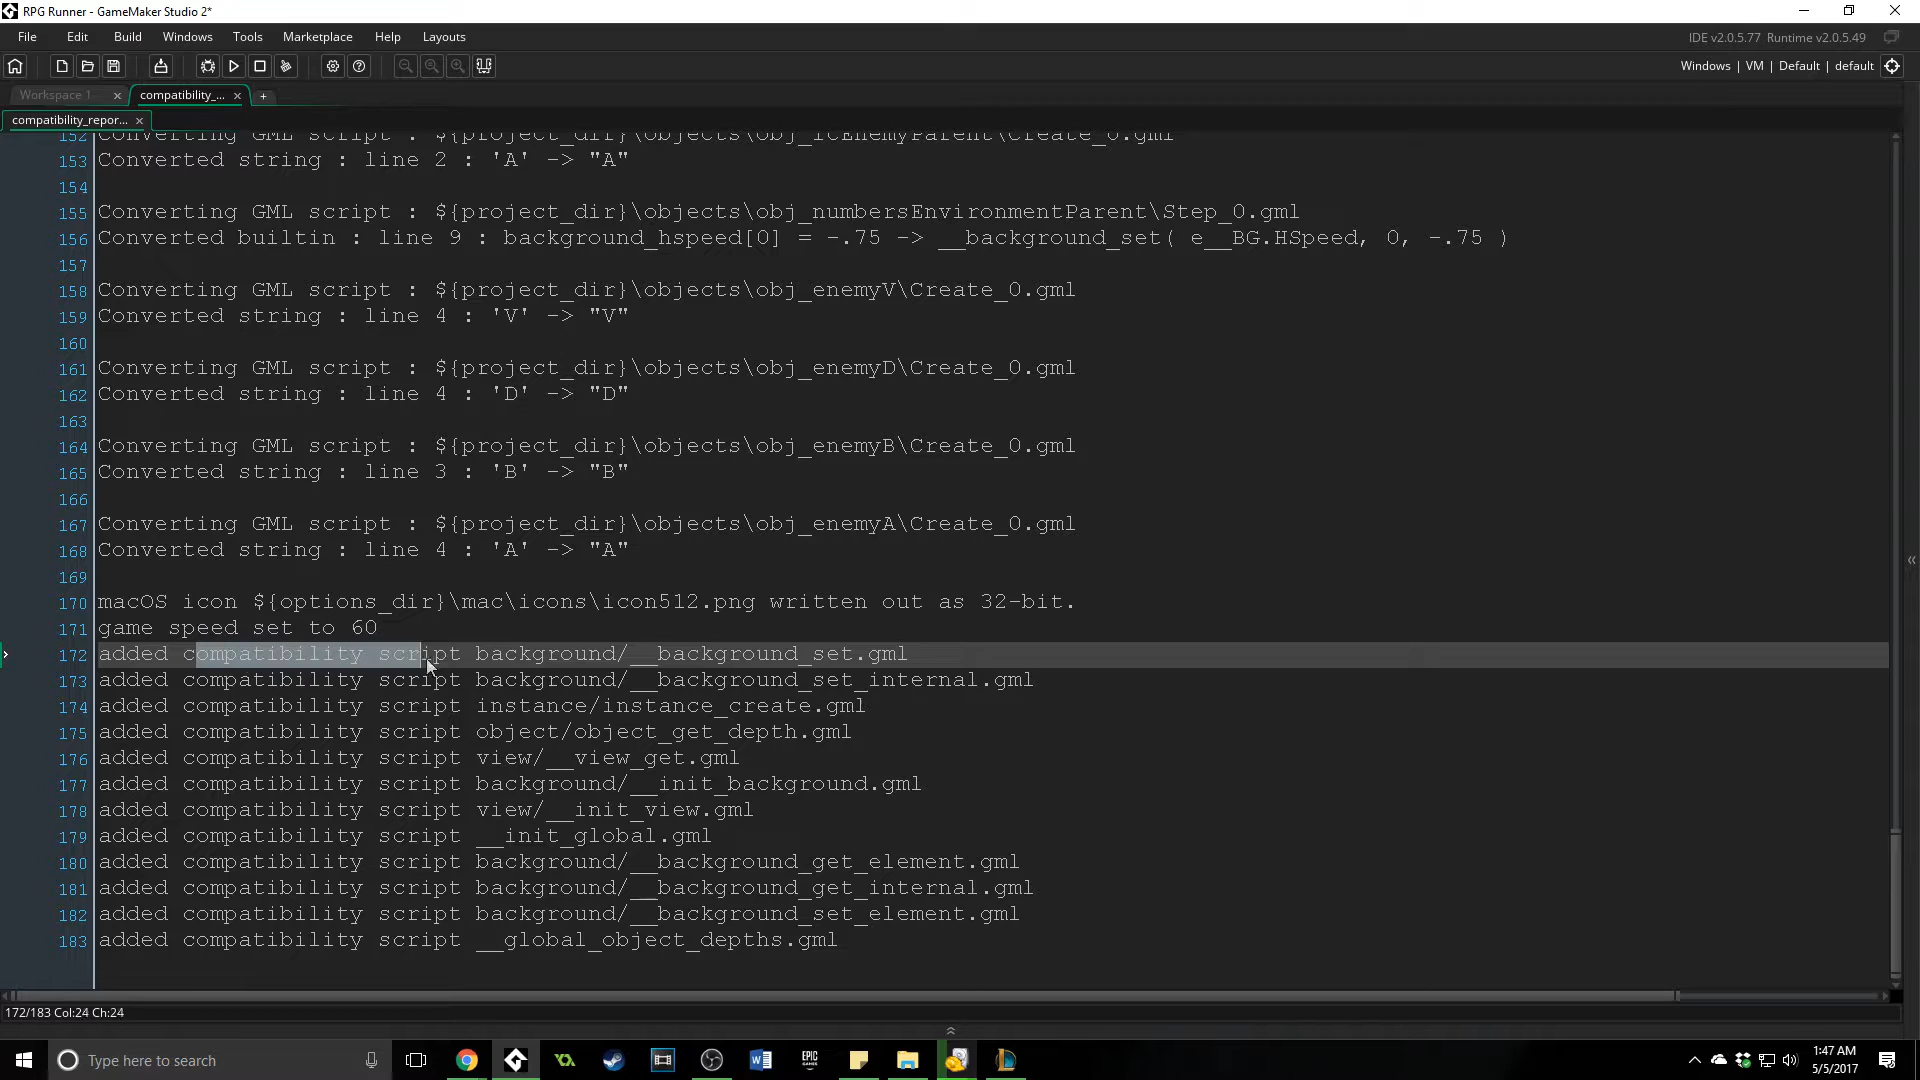 RPG Runner - GameMaker Studio 2*
File Edit Build Windows Tools Marketplace Help Layouts
IDE v2.0.5.77 Runtime v2.0.5.49
Windows | VM | Default | default
Workspace 1 × compatibility_... × +
compatibility_repor... ×
152 Converting GML script : ${project_dir}\objects\obj_rcEnemyParent\Create_0.gml
153 Converted string : line 2 : 'A' -> "A"
154
155 Converting GML script : ${project_dir}\objects\obj_numbersEnvironmentParent\Step_0.gml
156 Converted builtin : line 9 : background_hspeed[0] = -.75 -> __background_set( e__BG.HSpeed, 0, -.75 )
157
158 Converting GML script : ${project_dir}\objects\obj_enemyV\Create_0.gml
159 Converted string : line 4 : 'V' -> "V"
160
161 Converting GML script : ${project_dir}\objects\obj_enemyD\Create_0.gml
162 Converted string : line 4 : 'D' -> "D"
163
164 Converting GML script : ${project_dir}\objects\obj_enemyB\Create_0.gml
165 Converted string : line 3 : 'B' -> "B"
166
167 Converting GML script : ${project_dir}\objects\obj_enemyA\Create_0.gml
168 Converted string : line 4 : 'A' -> "A"
169
170 macOS icon ${options_dir}\mac\icons\icon512.png written out as 32-bit.
171 game speed set to 60
172 added compatibility script background/__background_set.gml
173 added compatibility script background/__background_set_internal.gml
174 added compatibility script instance/instance_create.gml
175 added compatibility script object/object_get_depth.gml
176 added compatibility script view/__view_get.gml
177 added compatibility script background/__init_background.gml
178 added compatibility script view/__init_view.gml
179 added compatibility script __init_global.gml
180 added compatibility script background/__background_get_element.gml
181 added compatibility script background/__background_get_internal.gml
182 added compatibility script background/__background_set_element.gml
183 added compatibility script __global_object_depths.gml
172/183 Col:24 Ch:24
Type here to search
EPIC GAMES
1:47 AM
5/5/2017